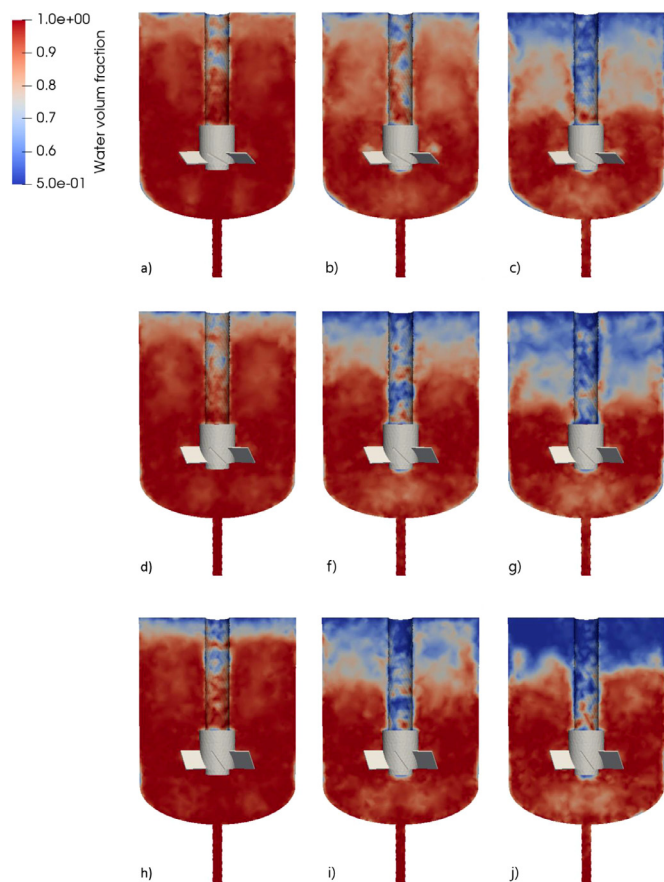 1.0e+00
0.9
0.8
0.7
0.6
5.0e-01
Water volum fraction
a)
b)
c)
d)
f)
g)
h)
i)
j)